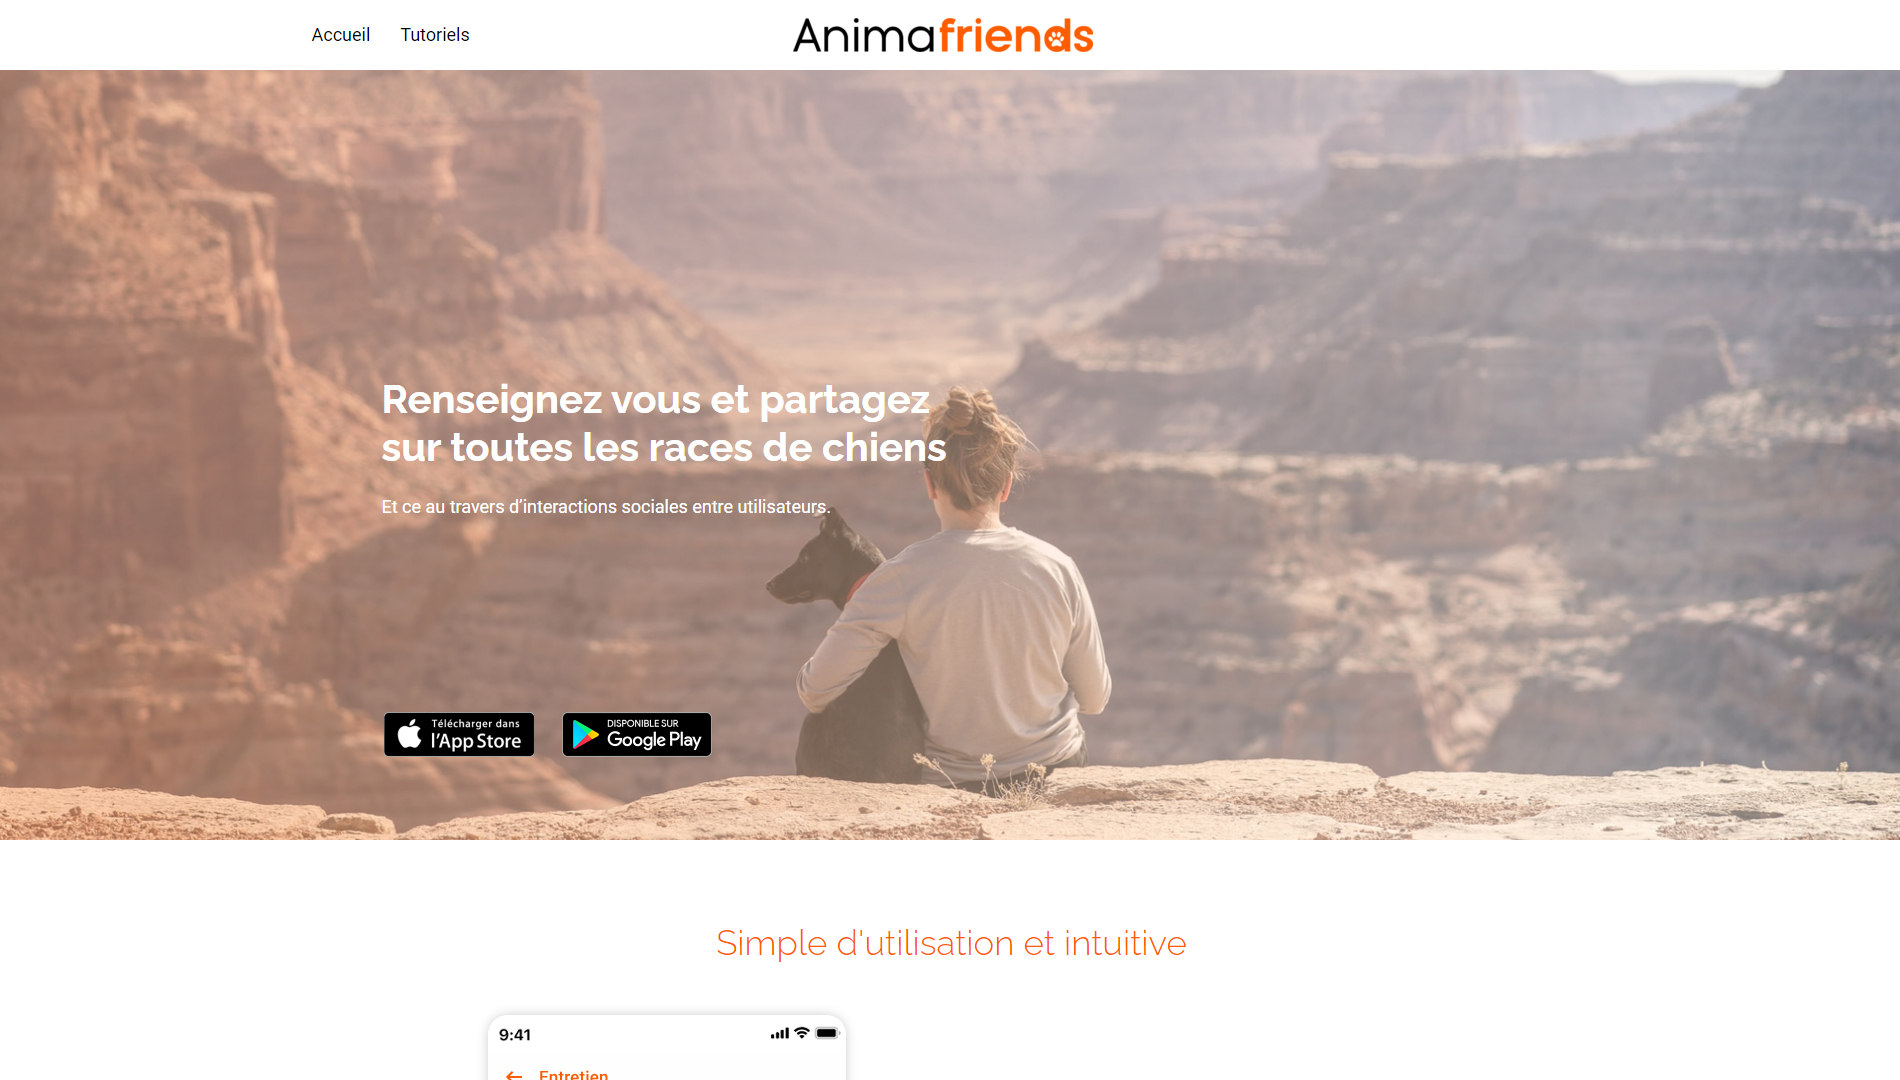 Accueil
Tutoriels
Animafriends
Renseignez vous et partagez
sur toutes les races de chiens
Et ce au travers d’interactions sociales entre utilisateurs.
Télécharger dans
l’App Store
DISPONIBLE SUR
Google Play
Simple d'utilisation et intuitive
9:41
Entretien